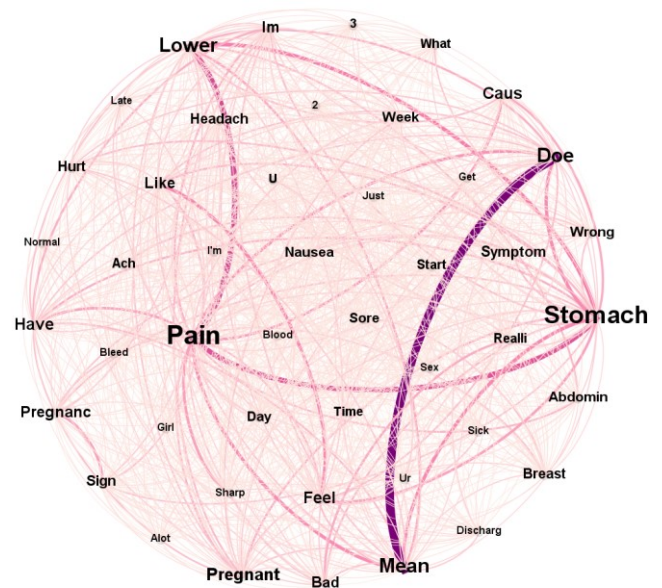 3
Im
What
Lower
Caus
Late
2
Headach
Week
Doe
Hurt
Like
U
Get
Just
Wrong
Normal
I'm
Nausea
Symptom
Ach
Start
Stomach
Sore
Have
Pain
Blood
Realli
Bleed
Sex
Abdomin
Pregnanc
Day
Time
Girl
Sick
Breast
Sign
Ur
Sharp
Feel
Discharg
Alot
Mean
Pregnant
Bad